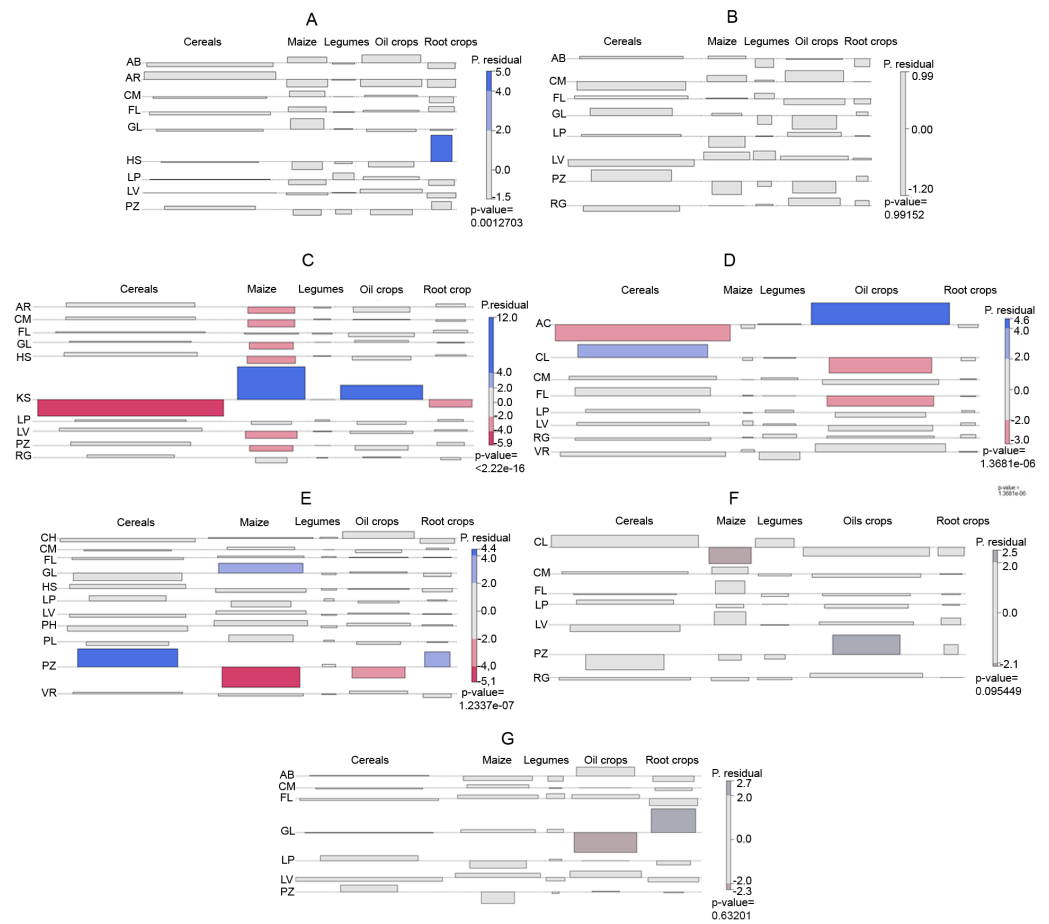 A
Cereals Maize Legumes Oil crops Root crops
P. residual
AB
AR
CM
FL
GL
HS
LP
LV
PZ
5.0
4.0
2.0
0.0
-1.5
p-value=
0.0012703
B
Cereals Maize Legumes Oil crops Root crops
P. residual
AB
CM
FL
GL
LP
LV
PZ
RG
0.99
0.00
-1.20
p-value=
0.99152
C
Cereals Maize Legumes Oil crops Root crop
P.residual
AR
CM
FL
GL
HS
KS
LP
LV
PZ
RG
12.0
4.0
2.0
0.0
-2.0
-4.0
-5.9
p-value=
<2.22e-16
D
Cereals Maize Legumes Oil crops Root crops
P. residual
AC
CL
CM
FL
LP
LV
RG
VR
4.6
4.0
2.0
0.0
-2.0
-3.0
p-value=
1.3681e-06
p-value =
1.3681e-06
E
Cereals Maize Legumes Oil crops Root crops
P. residual
CH
CM
FL
GL
HS
LP
LV
PH
PL
PZ
VR
4.4
4.0
2.0
0.0
-2.0
-4.0
-5,1
p-value=
1.2337e-07
F
Cereals Maize Legumes Oils crops Root crops
P. residual
CL
CM
FL
LP
LV
PZ
RG
2.5
2.0
0.0
-2.1
p-value=
0.095449
G
Cereals Maize Legumes Oil crops Root crops
P. residual
AB
CM
FL
GL
LP
LV
PZ
2.7
2.0
0.0
-2.0
-2.3
p-value=
0.63201